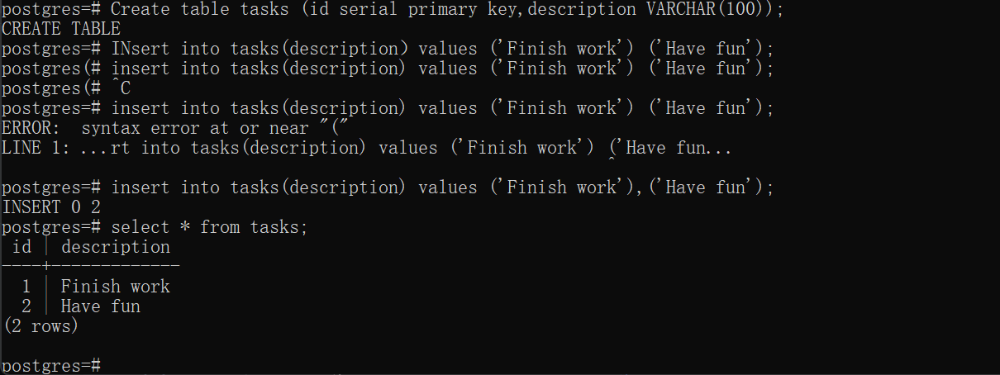 postgres=# Create table tasks (id serial primary key,description VARCHAR(100));
CREATE TABLE
postgres=# INsert into tasks(description) values ('Finish work') ('Have fun');
postgres(# insert into tasks(description) values ('Finish work') ('Have fun');
postgres(# ^C
postgres=# insert into tasks(description) values ('Finish work') ('Have fun');
ERROR:  syntax error at or near "("
LINE 1: ...rt into tasks(description) values ('Finish work') ('Have fun...
                                                             ^
postgres=# insert into tasks(description) values ('Finish work'),('Have fun');
INSERT 0 2
postgres=# select * from tasks;
 id | description
----+-------------
  1 | Finish work
  2 | Have fun
(2 rows)
postgres=#